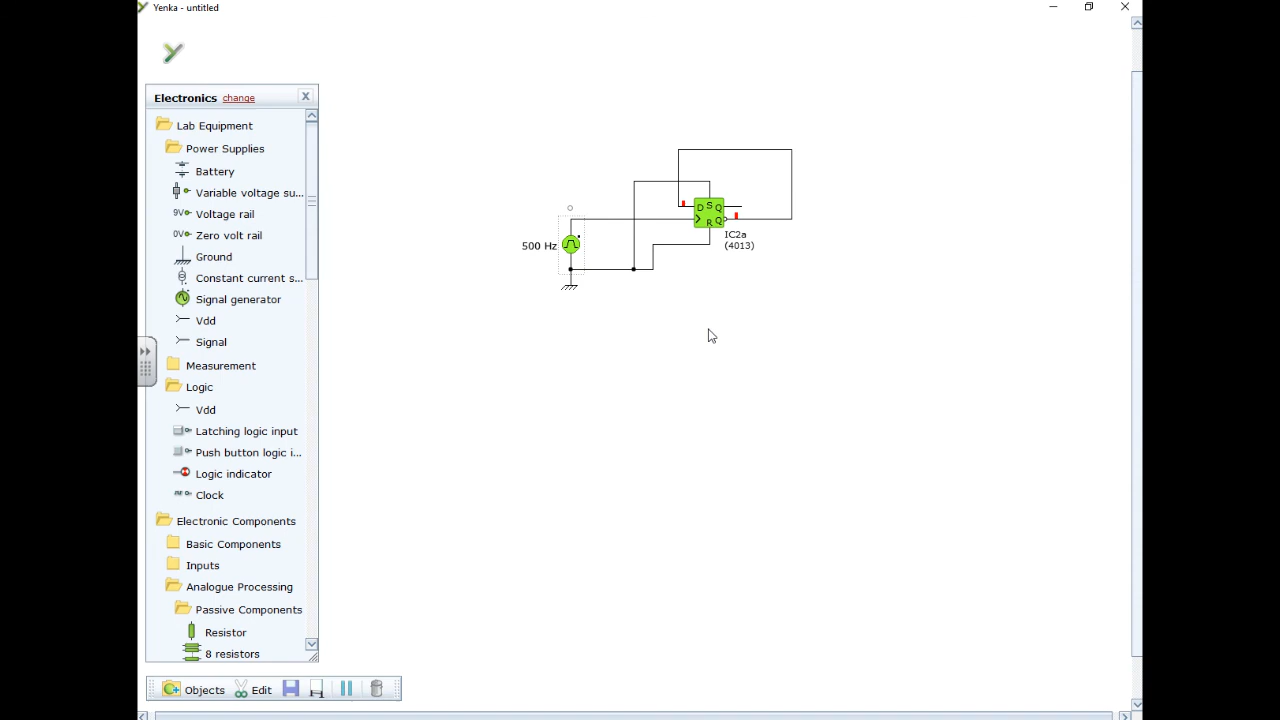 Yenka - untitled
Electronics change
Lab Equipment
Power Supplies
Battery
Variable voltage su...
9V Voltage rail
0V Zero volt rail
Ground
Constant current s...
Signal generator
Vdd
Signal
Measurement
Logic
Vdd
Latching logic input
Push button logic i...
Logic indicator
Clock
Electronic Components
Basic Components
Inputs
Analogue Processing
Passive Components
Resistor
8 resistors
Objects Edit
500 Hz
D S Q
R Q
IC2a
(4013)